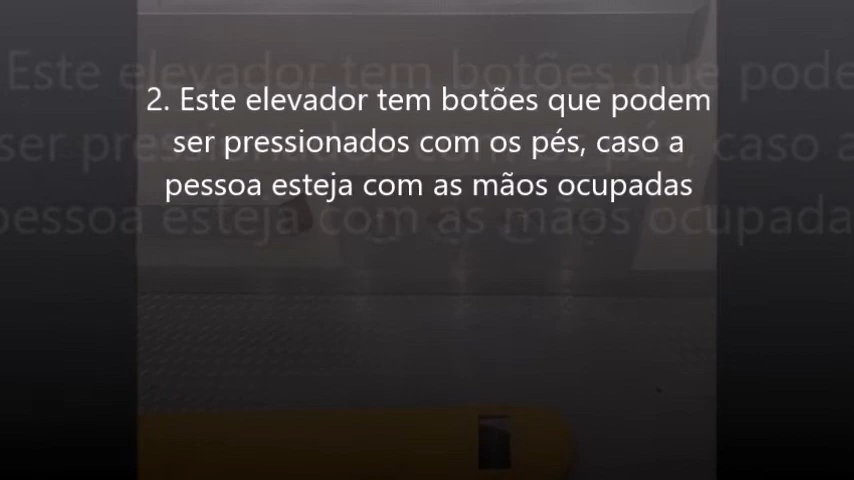 2. Este elevador tem botões que podem
ser pressionados com os pés, caso a
pessoa esteja com as mãos ocupadas